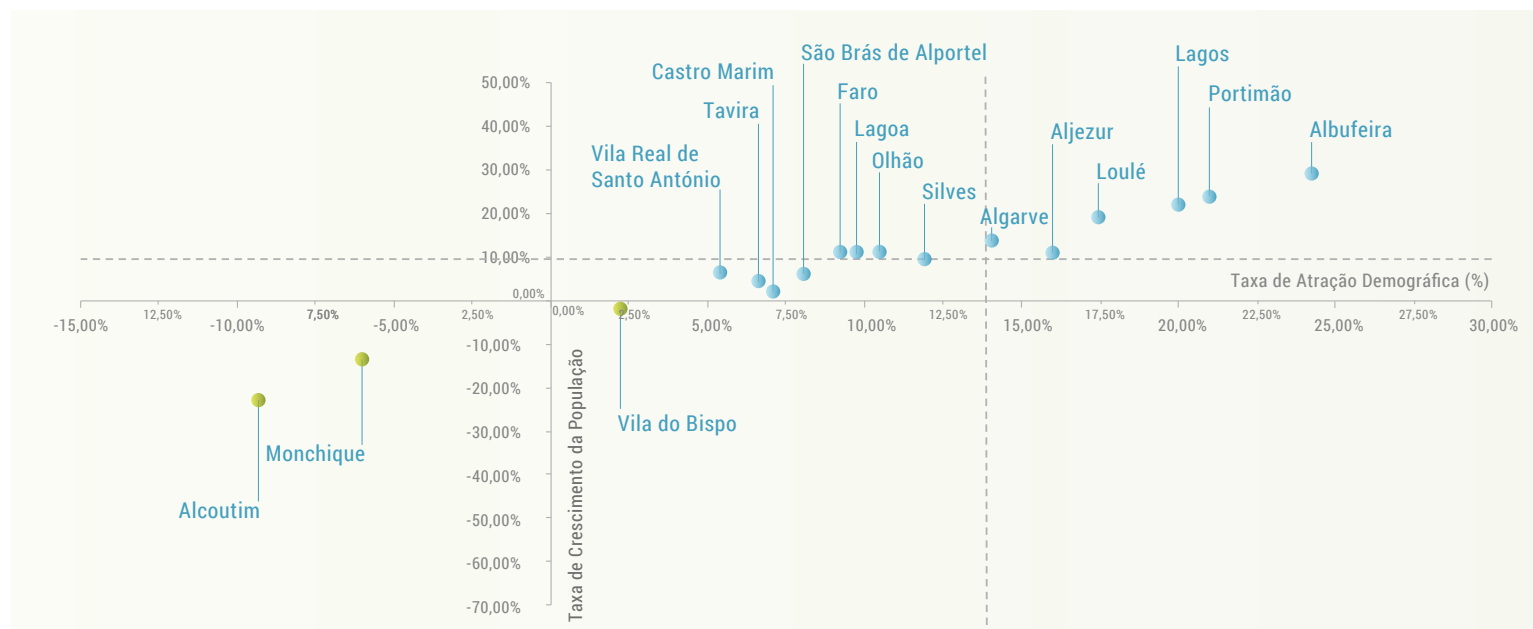 São Brás de Alportel
Lagos
Castro Marim
50,00%
Faro
Portimão
Tavira
40,00%
Lagoa
Aljezur
Albufeira
Vila Real de
Santo António
30,00%
Olhão
Loulé
Silves
20,00%
Algarve
10,00%
Taxa de Atração Demográfica (%)
0,00%
12,50%
7,50%
2,50%
0,00%
2,50%
7,50%
12,50%
17,50%
22,50%
27,50%
-15,00%
-10,00%
-5,00%
5,00%
10,00%
15,00%
20,00%
25,00%
30,00%
-10,00%
-20,00%
-30,00%
-40,00%
-50,00%
-60,00%
-70,00%
Taxa de Crescimento da População
Vila do Bispo
Monchique
Alcoutim